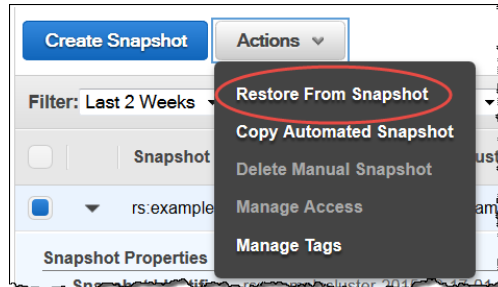 Create Snapshot
Actions
Restore From Snapshot
Filter: Last 2 Weeks
Copy Automated Snapshot
Snapshot
Delete Manual Snapshot
rs:example
Manage Access
Manage Tags
Snapshot Properties